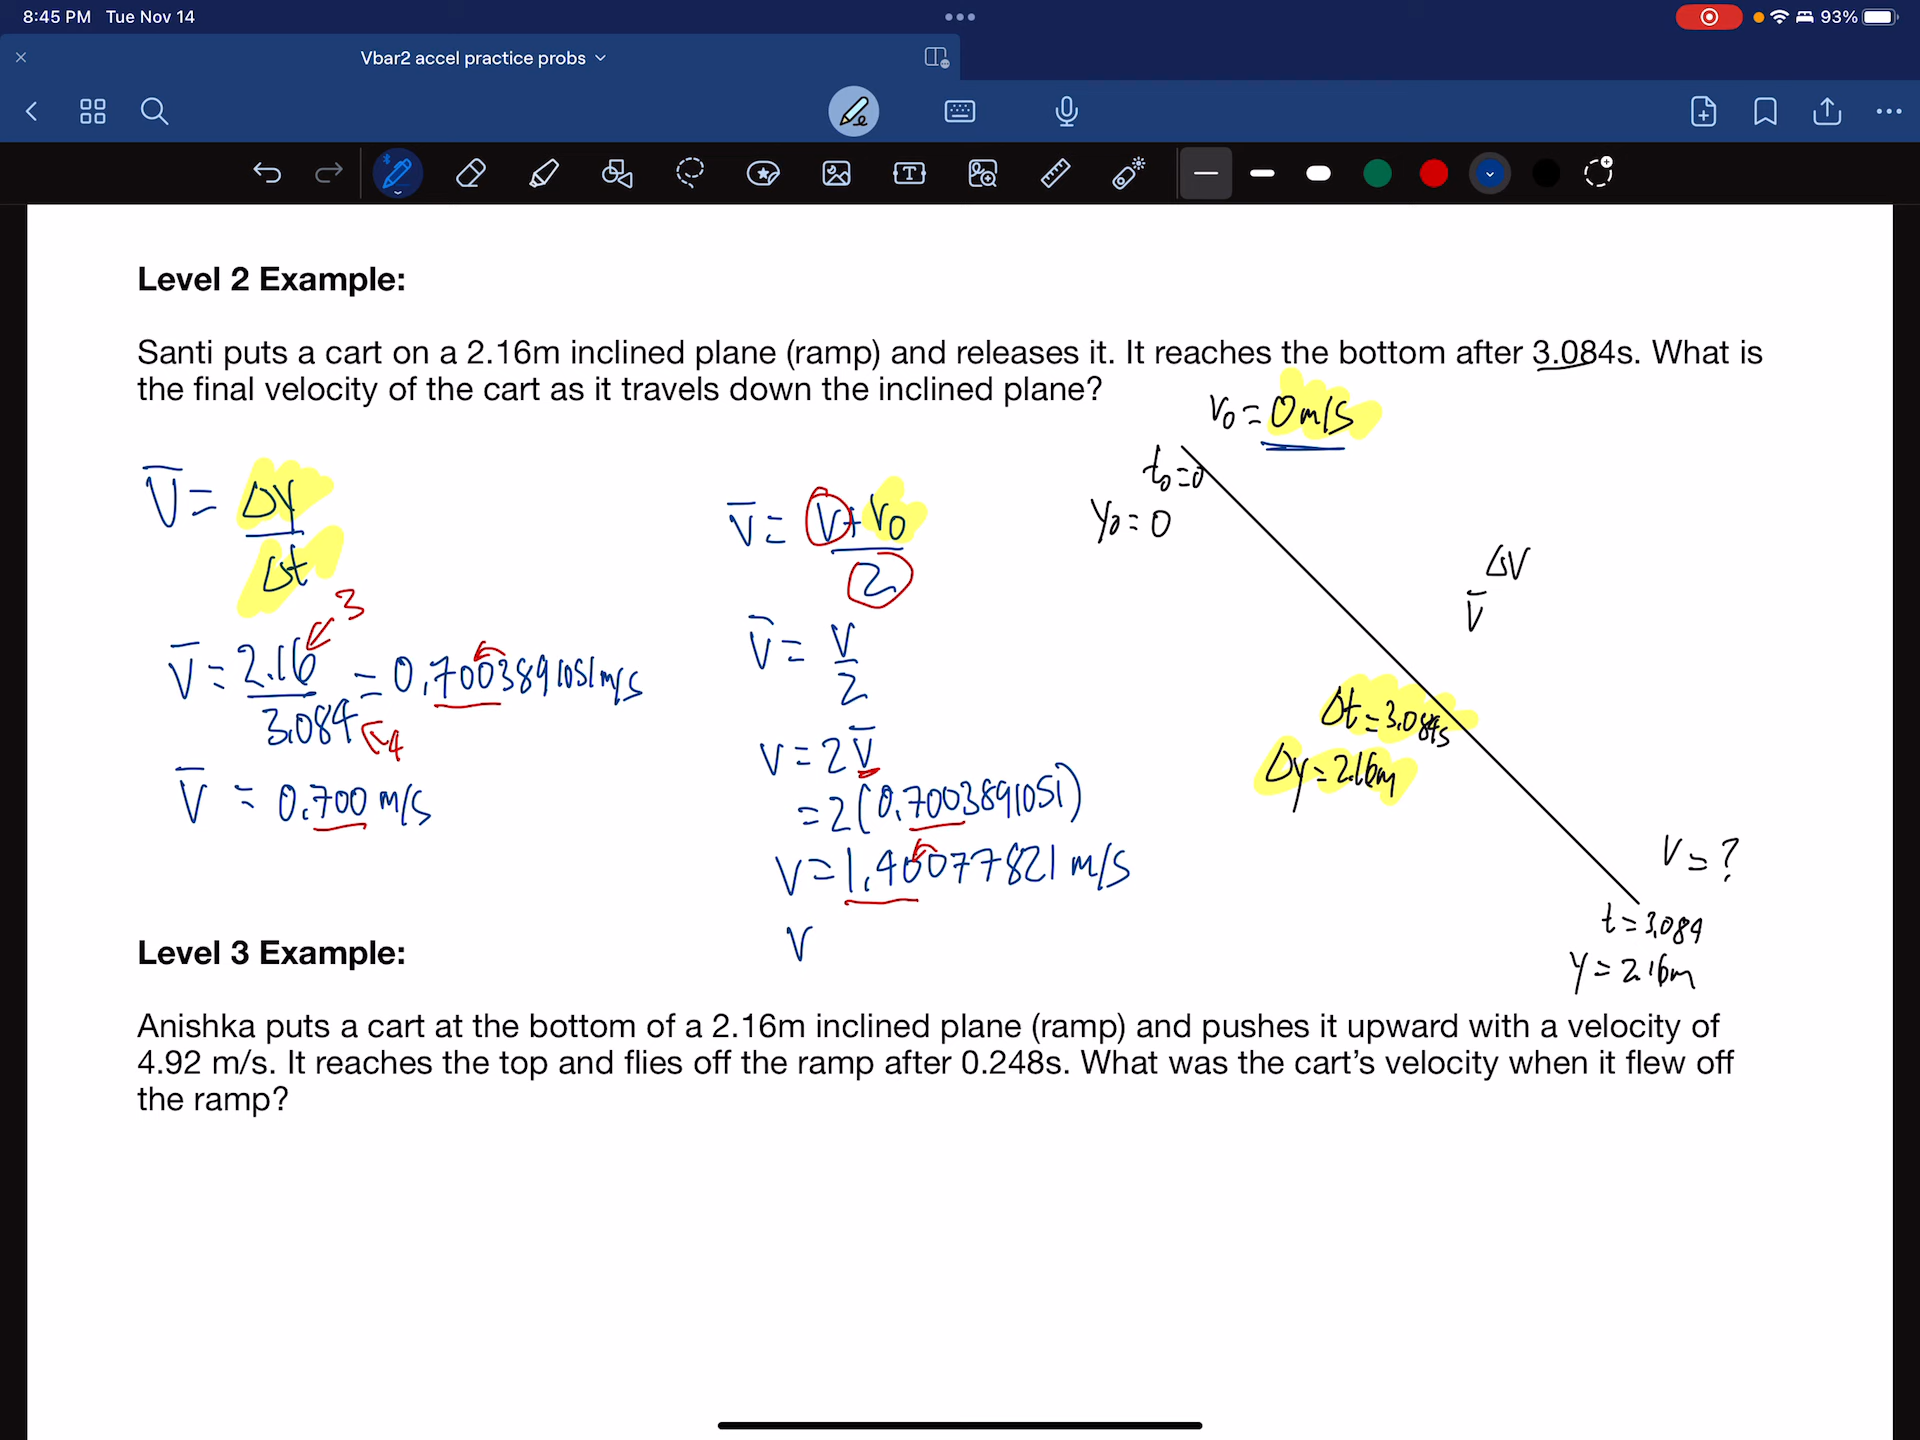 8:45 PM Tue Nov 14
93%
Vbar2 accel practice probs
Level 2 Example:
Santi puts a cart on a 2.16m inclined plane (ramp) and releases it. It reaches the bottom after 3.084s. What is
the final velocity of the cart as it travels down the inclined plane?
V̅ = Δy / Δt
V̅ = 2.16 / 3.084 = 0.7003891051 m/s
3
4
V̅ = 0.700 m/s
V̅ = V + V₀ / 2
V̅ = V / 2
V = 2V̅
= 2(0.7003891051)
V = 1.40077821 m/s
V
V₀ = 0 m/s
t₀ = 0
y₀ = 0
ΔV
V̅
Δt = 3.084s
Δy = 2.16m
V = ?
t = 3.084
y = 2.16m
Level 3 Example:
Anishka puts a cart at the bottom of a 2.16m inclined plane (ramp) and pushes it upward with a velocity of
4.92 m/s. It reaches the top and flies off the ramp after 0.248s. What was the cart’s velocity when it flew off
the ramp?